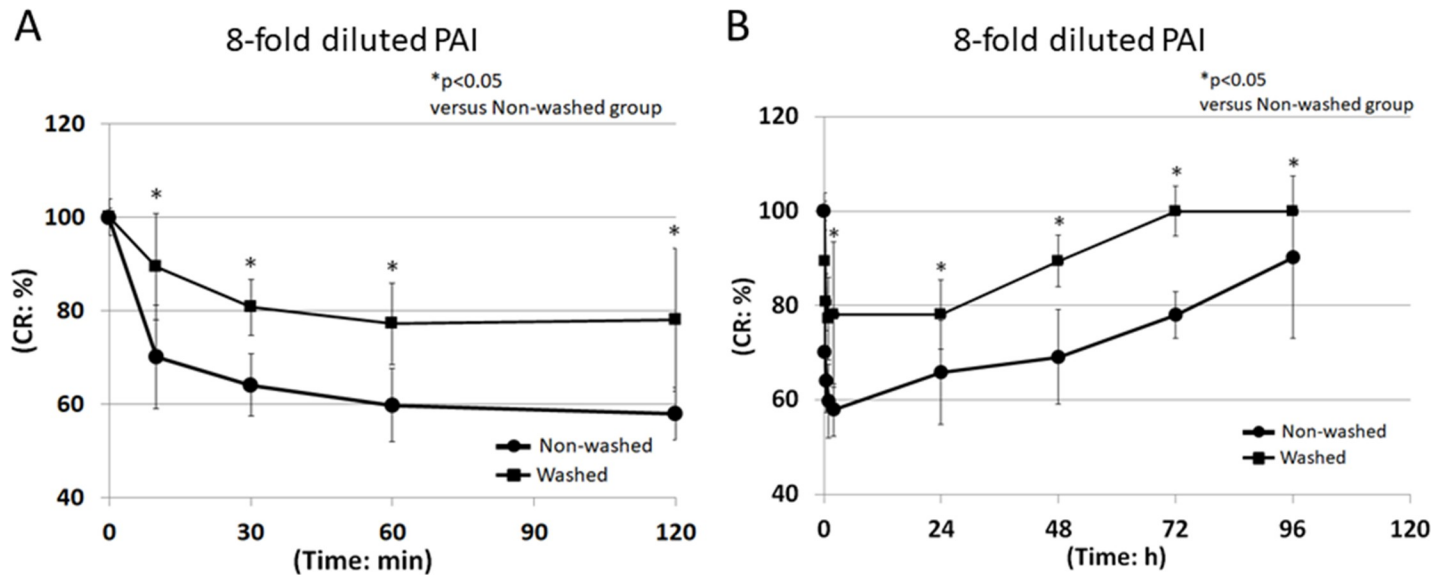 A
8-fold diluted PAI
*p<0.05
versus Non-washed group
120
100
80
60
40
(CR: %)
*
*
*
*
Non-washed
Washed
0
30
60
90
120
(Time: min)
B
8-fold diluted PAI
*p<0.05
versus Non-washed group
120
100
80
60
40
(CR: %)
*
*
*
*
*
Non-washed
Washed
0
24
48
72
96
120
(Time: h)